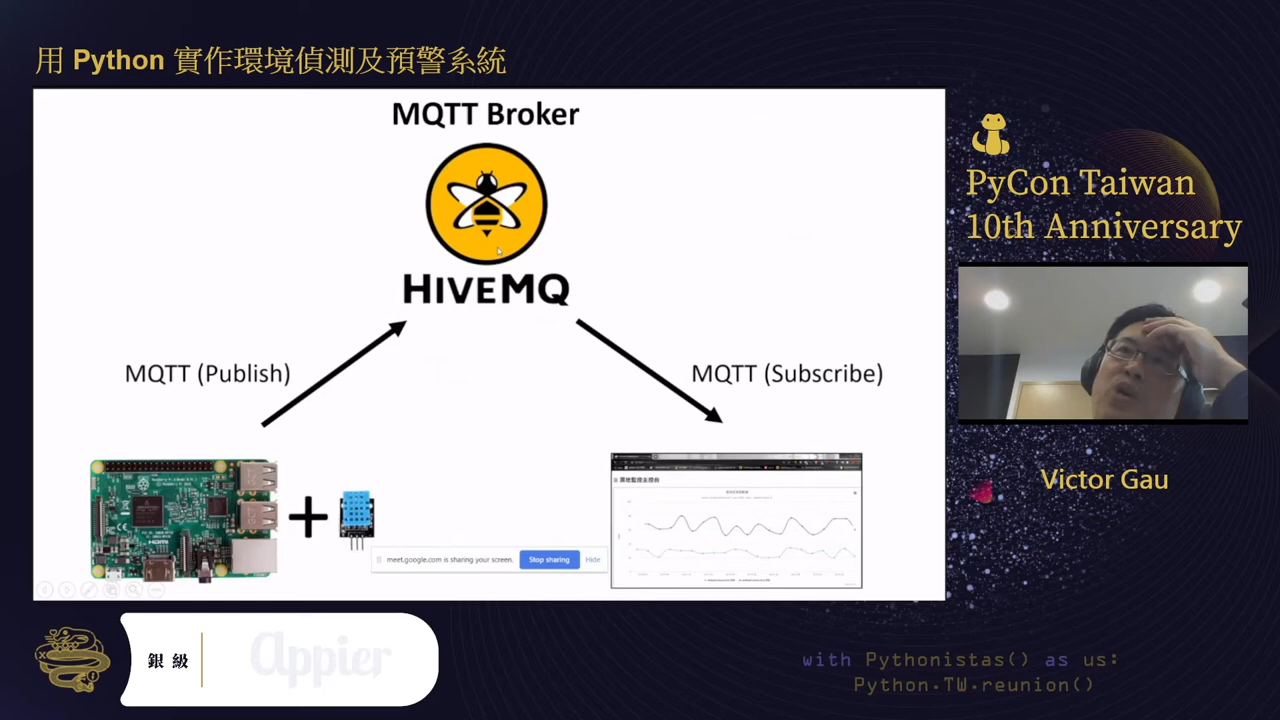 用 Python 實作環境偵測及預警系統
MQTT Broker
HIVEMQ
MQTT (Publish)
MQTT (Subscribe)
meet.google.com is sharing your screen.
Stop sharing
Hide
PyCon Taiwan
10th Anniversary
Victor Gau
銀級
appier
with Pythonistas() as us:
Python.TW.reunion()